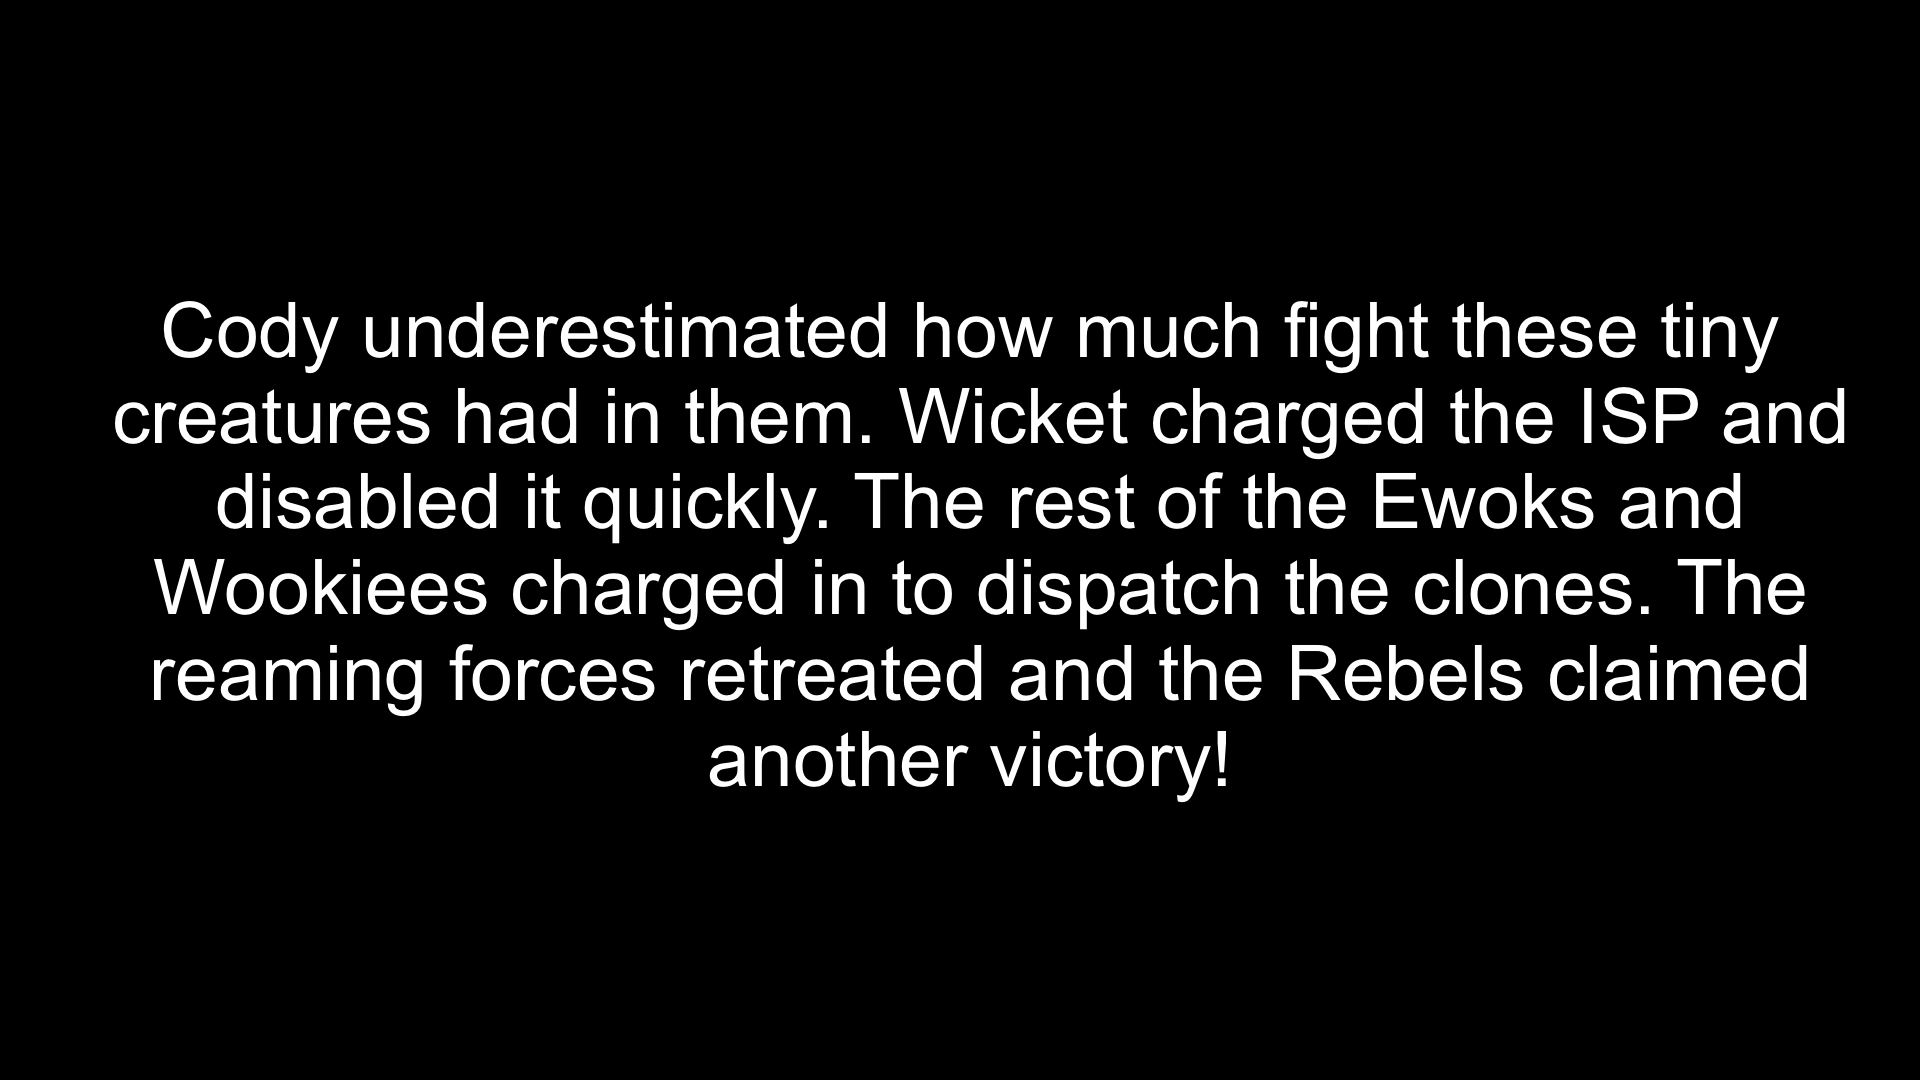 Cody underestimated how much fight these tiny
creatures had in them. Wicket charged the ISP and
disabled it quickly. The rest of the Ewoks and
Wookiees charged in to dispatch the clones. The
reaming forces retreated and the Rebels claimed
another victory!